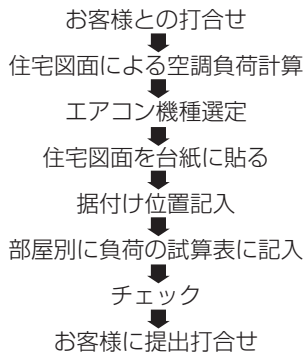 お客様との打合せ
住宅図面による空調負荷計算
エアコン機種選定
住宅図面を台紙に貼る
据付け位置記入
部屋別に負荷の試算表に記入
チェック
お客様に提出打合せ